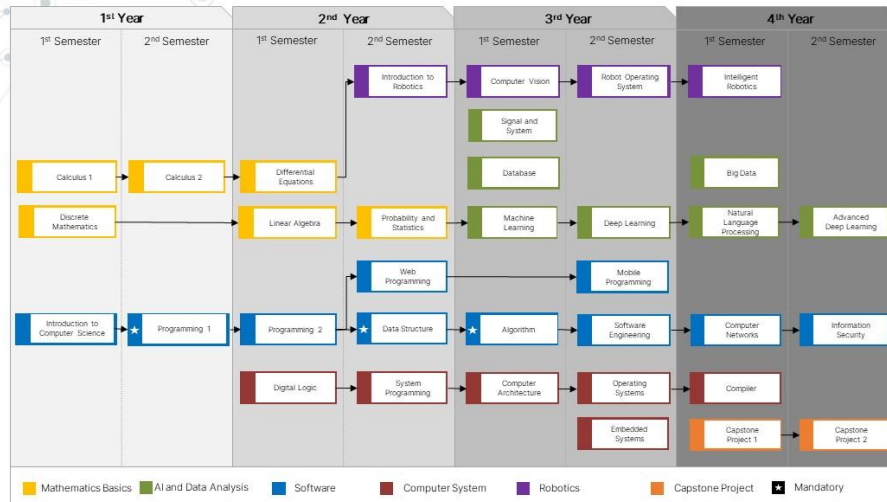 1st Year
2nd Year
3rd Year
4th Year
1st Semester
2nd Semester
1st Semester
2nd Semester
1st Semester
2nd Semester
1st Semester
2nd Semester
Introduction to
Robotics
Computer Vision
Robot Operating
System
Intelligent
Robotics
Signal and
System
Calculus 1
Calculus 2
Differential
Equations
Database
Big Data
Discrete
Mathematics
Linear Algebra
Probability and
Statistics
Machine
Learning
Deep Learning
Natural
Language
Processing
Advanced
Deep Learning
Web
Programming
Mobile
Programming
Introduction to
Computer Science
Programming 1
Programming 2
Data Structure
Algorithm
Software
Engineering
Computer
Networks
Information
Security
Digital Logic
System
Programming
Computer
Architecture
Operating
Systems
Compiler
Embedded
Systems
Capstone
Project 1
Capstone
Project 2
Mathematics Basics
AI and Data Analysis
Software
Computer System
Robotics
Capstone Project
Mandatory